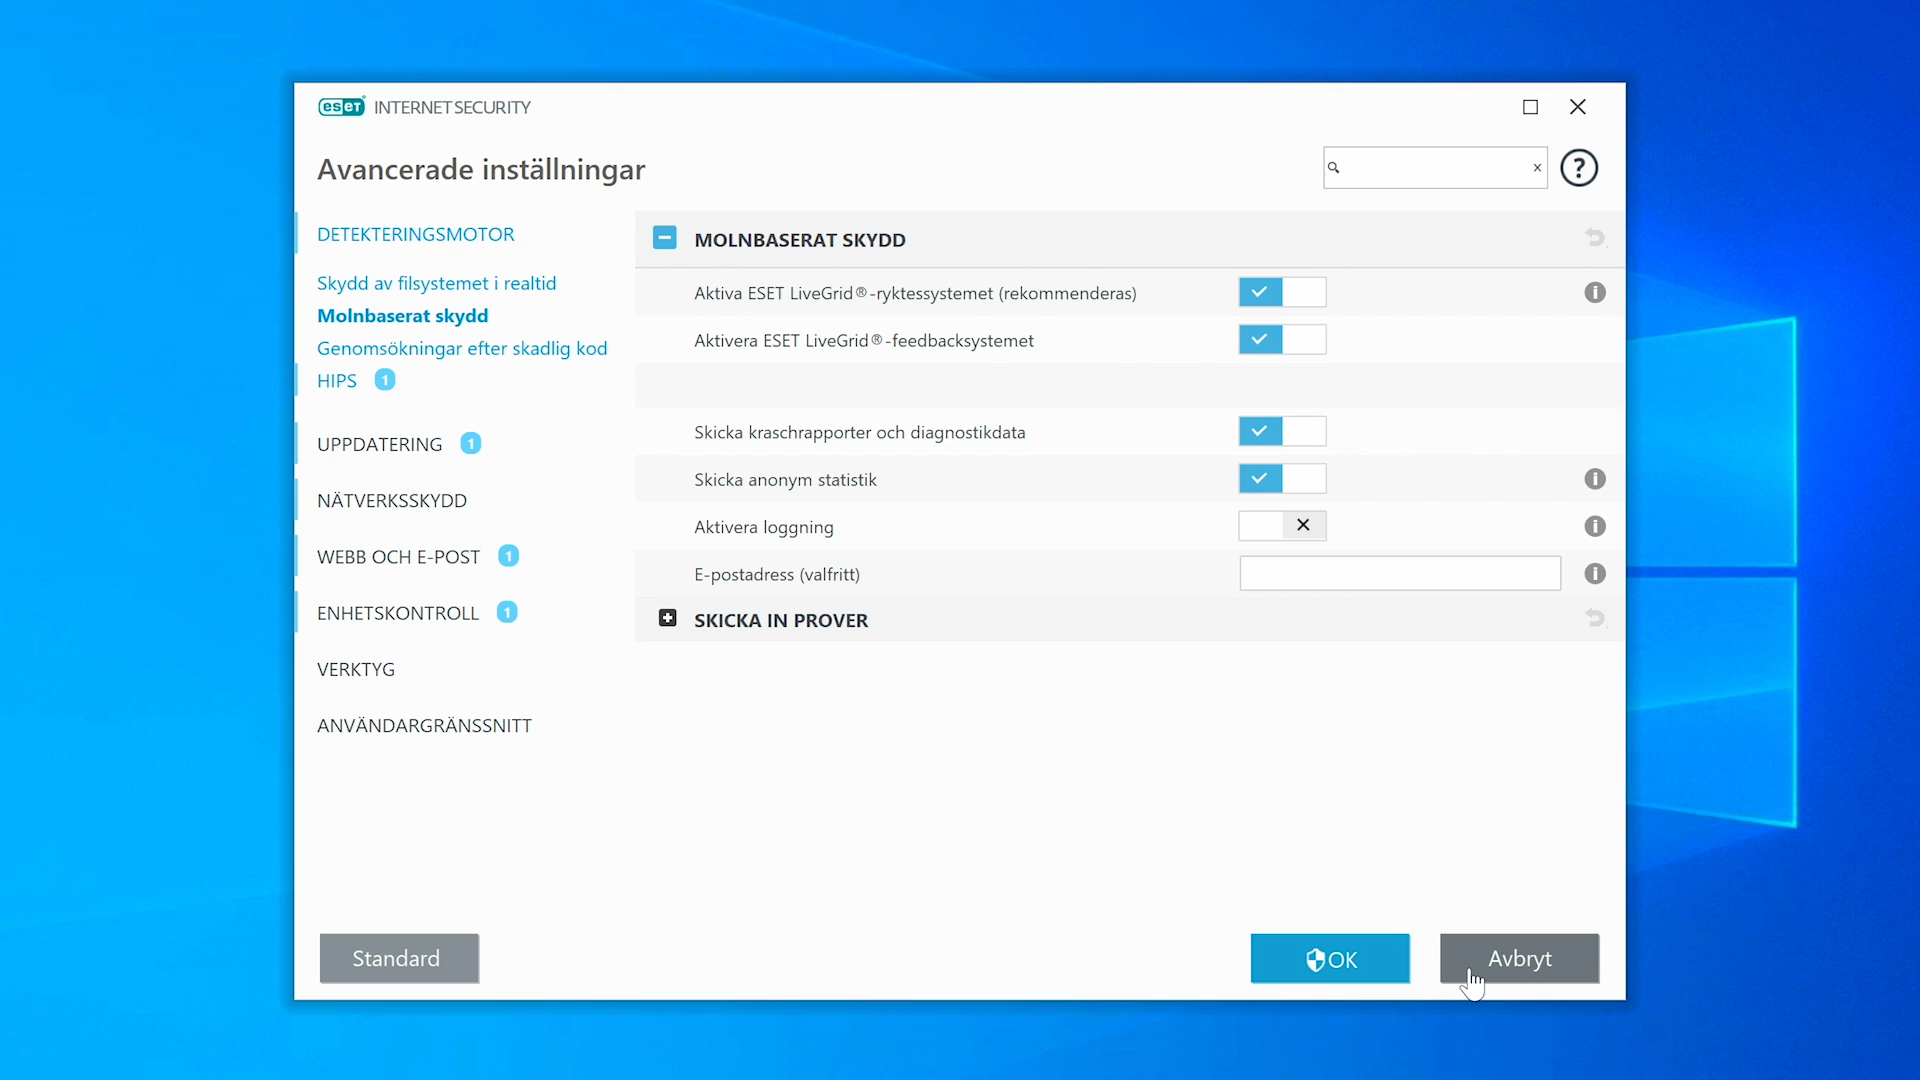 eset INTERNET SECURITY
Avancerade inställningar
x
?
DETEKTERINGSMOTOR
Skydd av filsystemet i realtid
Molnbaserat skydd
Genomsökningar efter skadlig kod
HIPS 1
UPPDATERING 1
NÄTVERKSSKYDD
WEBB OCH E-POST 1
ENHETSKONTROLL 1
VERKTYG
ANVÄNDARGRÄNSSNITT
MOLNBASERAT SKYDD
Aktiva ESET LiveGrid®-ryktessystemet (rekommenderas)
Aktivera ESET LiveGrid®-feedbacksystemet
Skicka kraschrapporter och diagnostikdata
Skicka anonym statistik
Aktivera loggning
E-postadress (valfritt)
SKICKA IN PROVER
Standard
OK
Avbryt